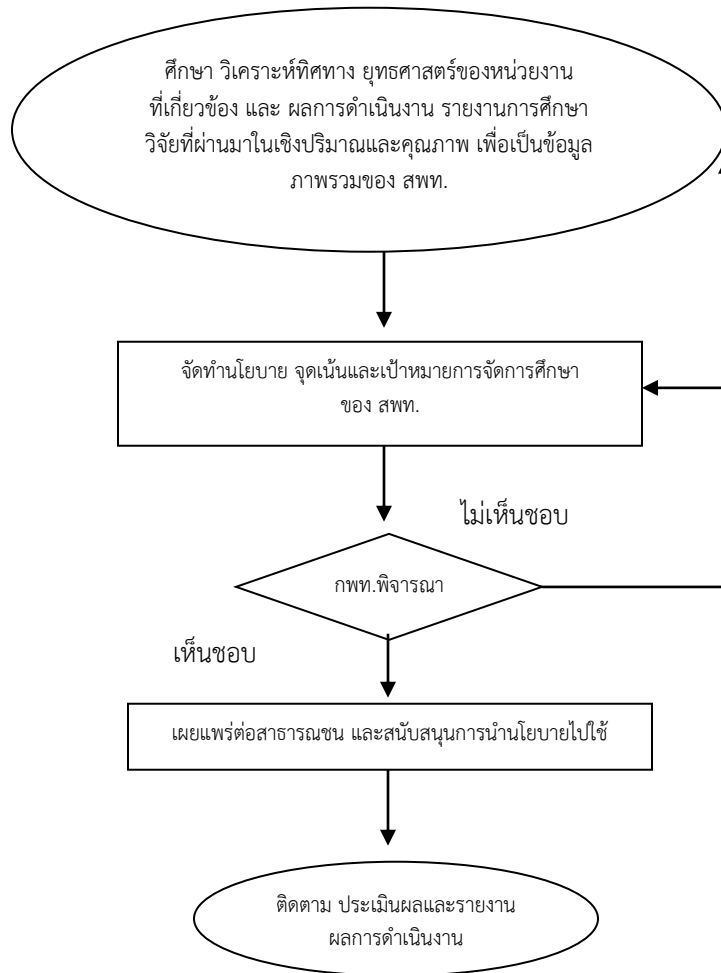 ศึกษา วิเคราะห์ทิศทาง ยุทธศาสตร์ของหน่วยงาน
ที่เกี่ยวข้อง และ ผลการดำเนินงาน รายงานการศึกษา
วิจัยที่ผ่านมาในเชิงปริมาณและคุณภาพ เพื่อเป็นข้อมูล
ภาพรวมของ สพท.
จัดทำนโยบาย จุดเน้นและเป้าหมายการจัดการศึกษา
ของ สพท.
ไม่เห็นชอบ
กพท.พิจารณา
เห็นชอบ
เผยแพร่ต่อสาธารณชน และสนับสนุนการนำนโยบายไปใช้
ติดตาม ประเมินผลและรายงาน
ผลการดำเนินงาน